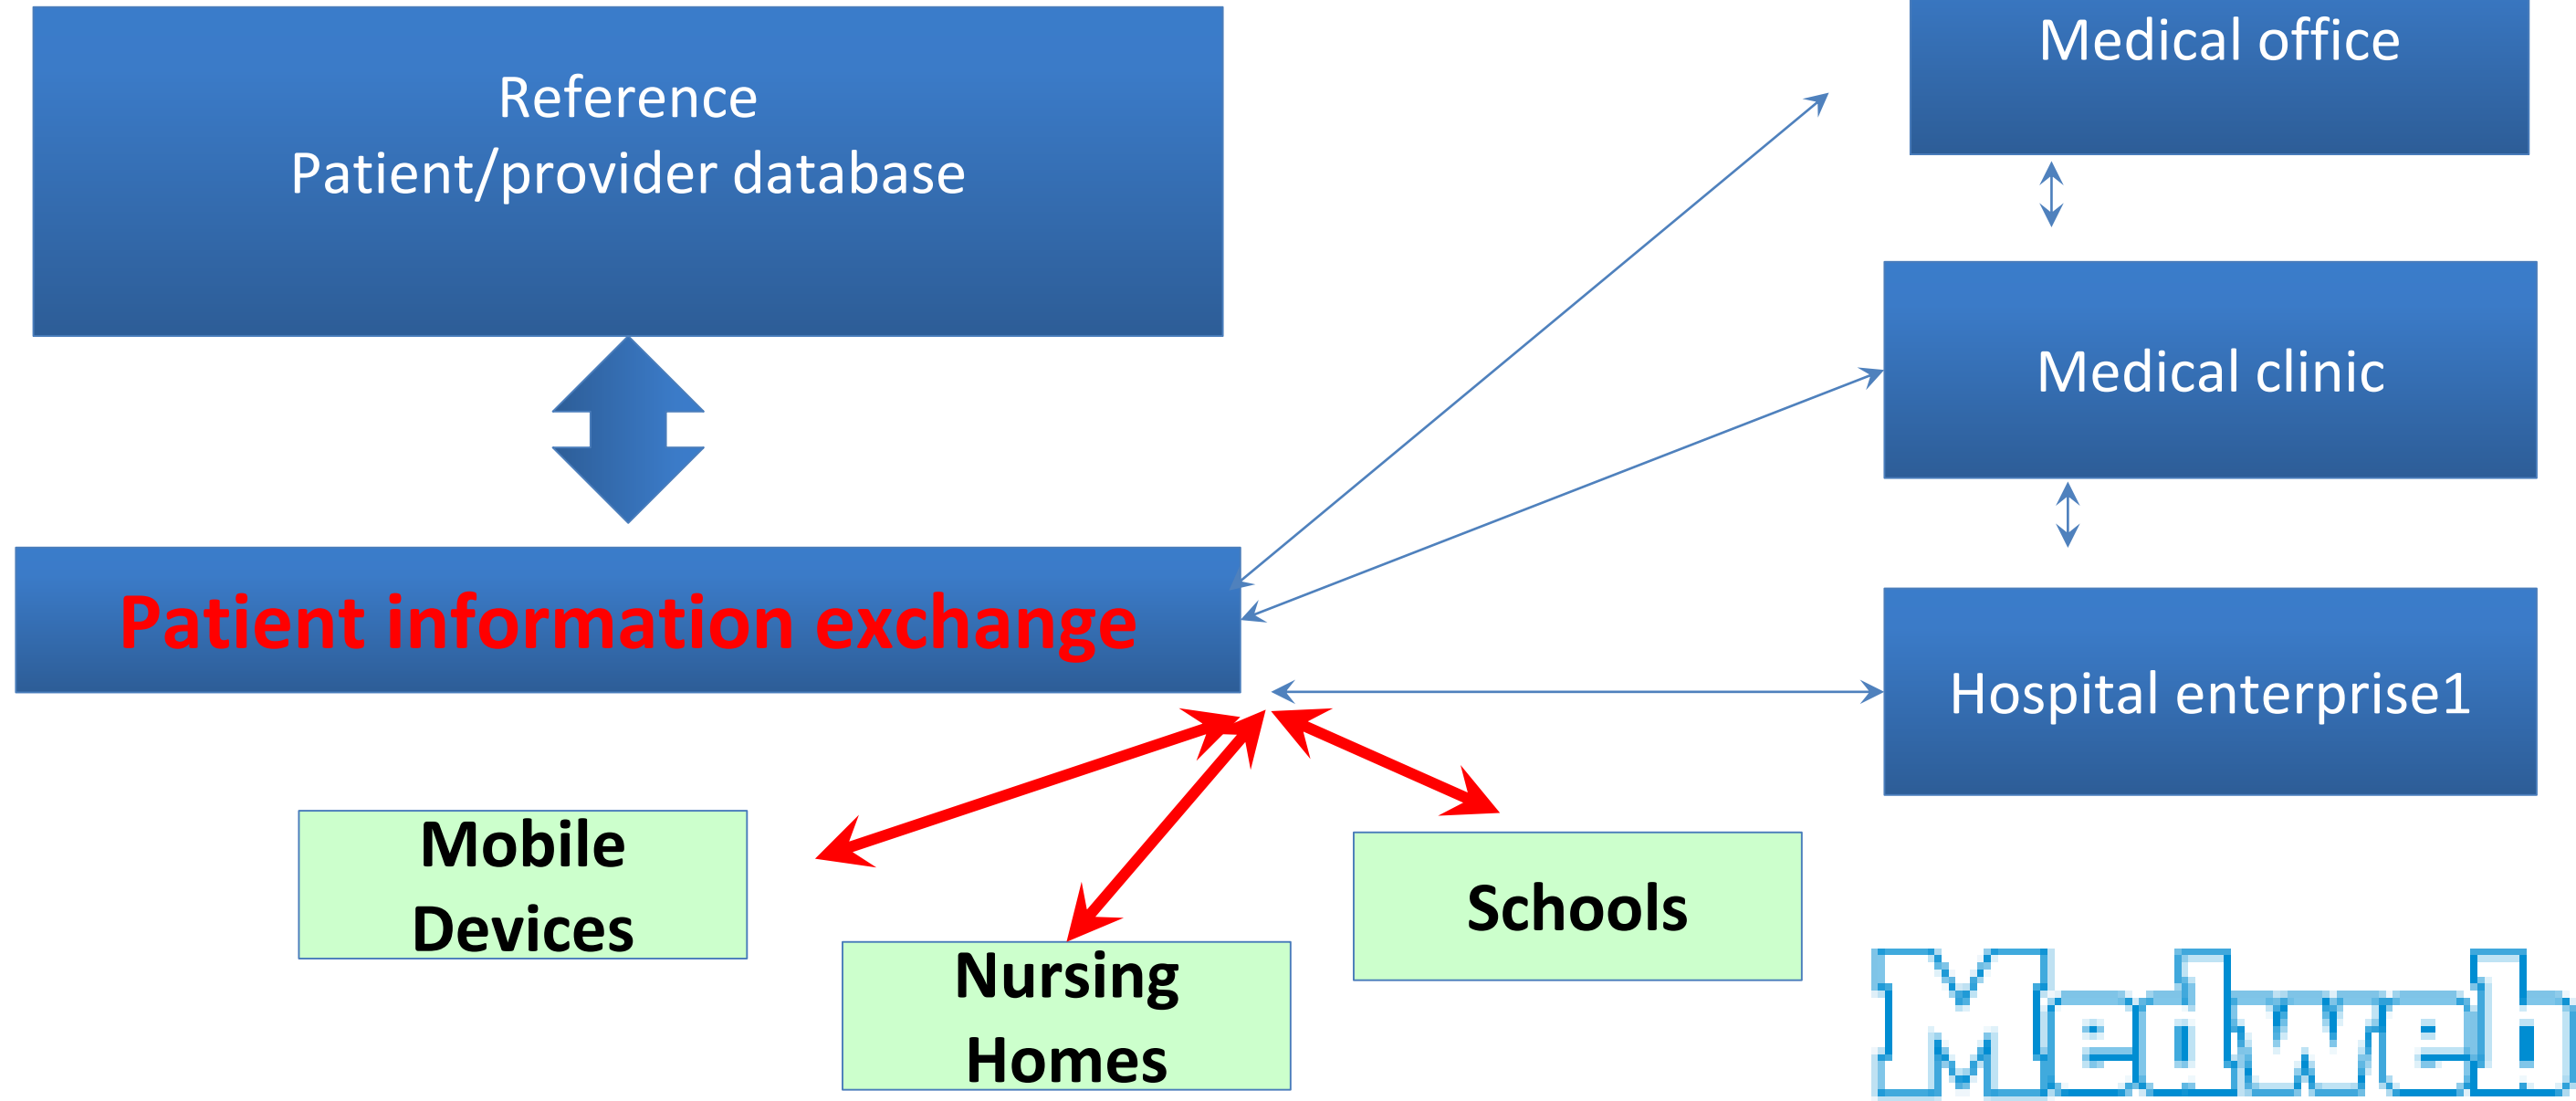 Reference
Patient/provider database
Medical office
Medical clinic
Patient information exchange
Hospital enterprise1
Mobile
Devices
Schools
Nursing
Homes
Medweb